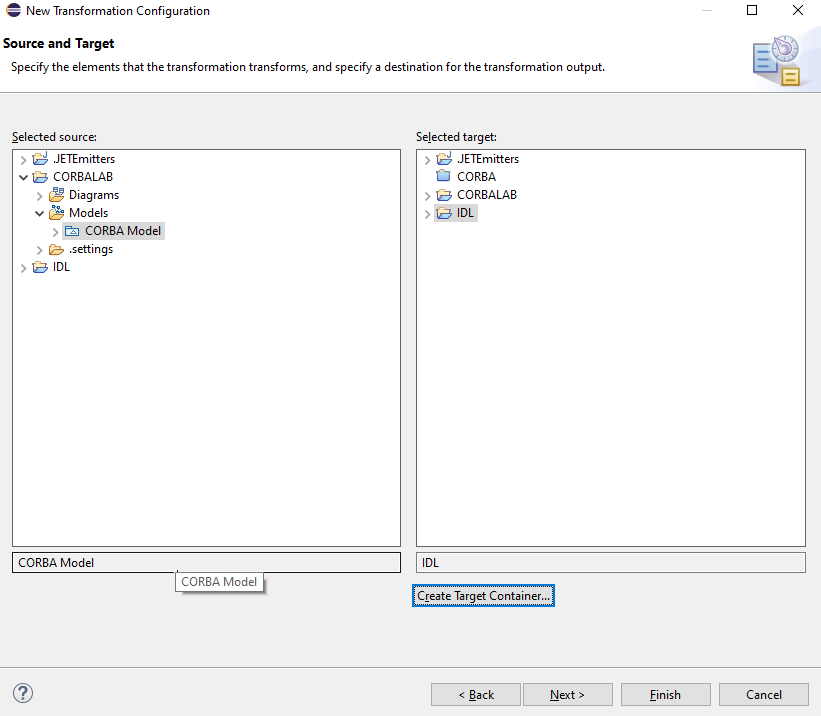 New Transformation Configuration
Source and Target
Specify the elements that the transformation transforms, and specify a destination for the transformation output.
Selected source:
JETEmitters
CORBALAB
Diagrams
Models
CORBA Model
.settings
IDL
CORBA Model
CORBA Model
Selected target:
JETEmitters
CORBA
CORBALAB
IDL
IDL
Create Target Container...
?
< Back
Next >
Finish
Cancel